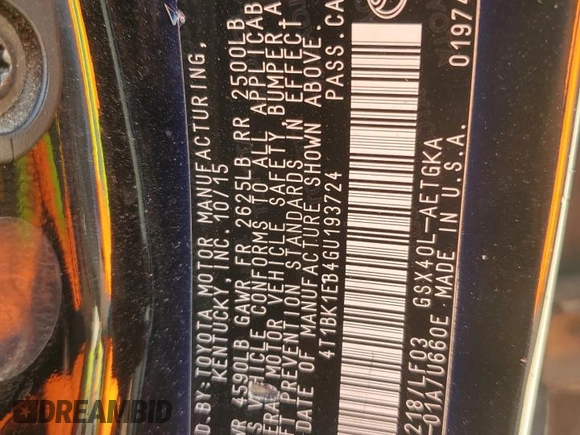 MFD.BY:TOYOTA MOTOR MANUFACTURING,
KENTUCKY, INC. 10/15
4590LB GAWR FR 2625LB RR 2500LB
VEHICLE CONFORMS TO ALL APPLICAB
MOTOR VEHICLE SAFETY BUMPER A
PREVENTION STANDARDS IN EFFECT
OF MANUFACTURE SHOWN ABOVE.
4T1BK1EB4GU193724 PASS.CA
218/LF03 GSX40L-AETGKA
01A/U660E MADE IN U.S.A.
0197
DREAMBID